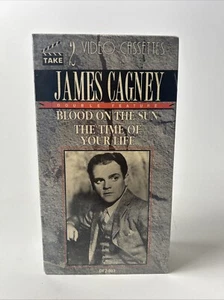 TAKE 2 VIDEO CASSETTES
JAMES CAGNEY
DOUBLE FEATURE
BLOOD ON THE SUN
THE TIME OF
YOUR LIFE